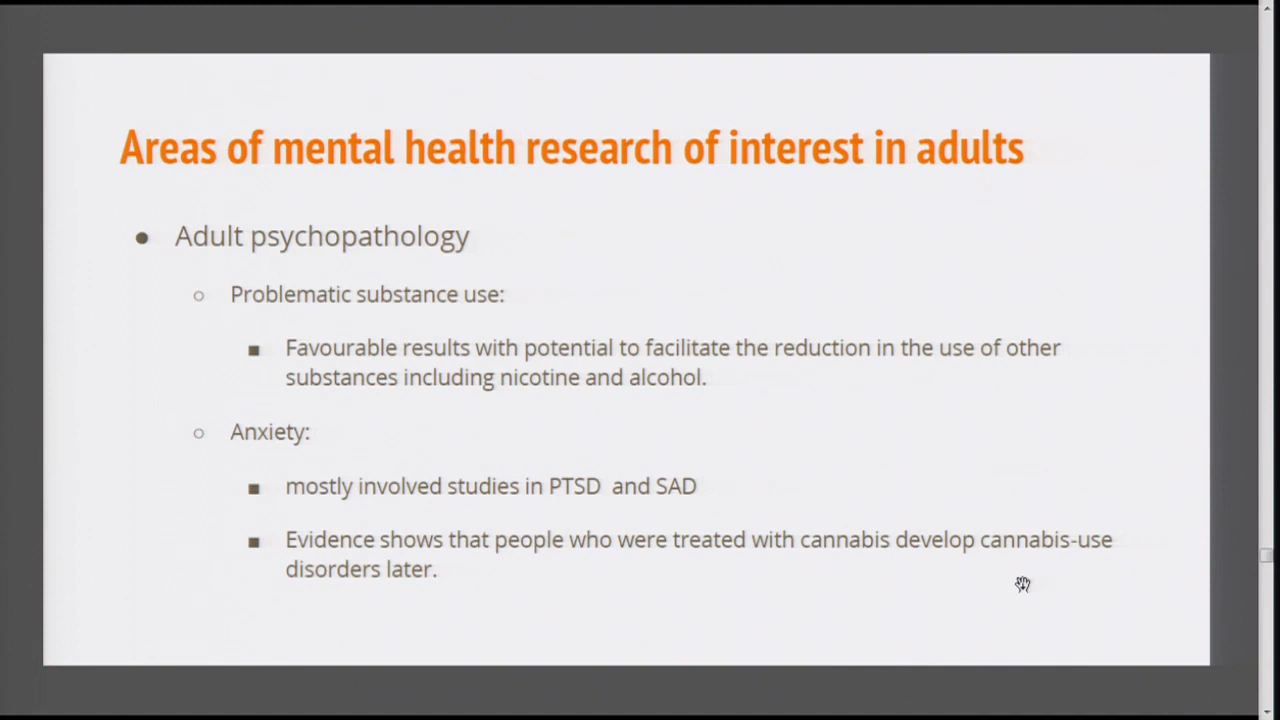 Areas of mental health research of interest in adults
● Adult psychopathology
○ Problematic substance use:
■ Favourable results with potential to facilitate the reduction in the use of other
substances including nicotine and alcohol.
○ Anxiety:
■ mostly involved studies in PTSD and SAD
■ Evidence shows that people who were treated with cannabis develop cannabis-use
disorders later.